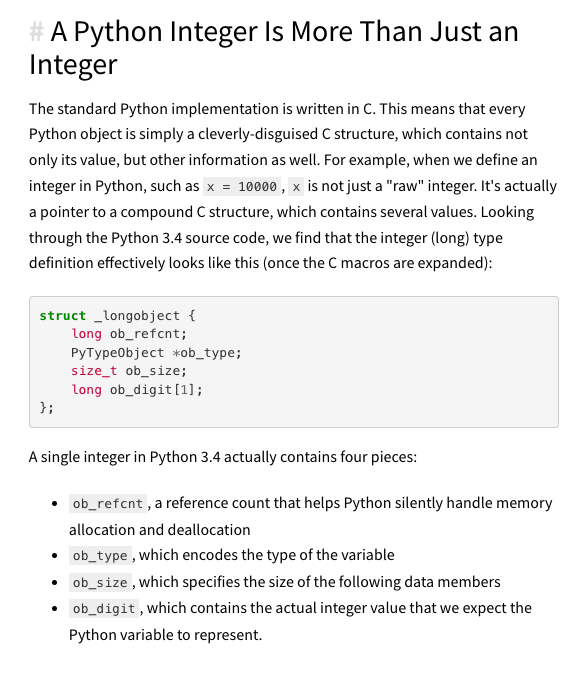 # A Python Integer Is More Than Just an
Integer
The standard Python implementation is written in C. This means that every
Python object is simply a cleverly-disguised C structure, which contains not
only its value, but other information as well. For example, when we define an
integer in Python, such as x = 10000, x is not just a "raw" integer. It's actually
a pointer to a compound C structure, which contains several values. Looking
through the Python 3.4 source code, we find that the integer (long) type
definition effectively looks like this (once the C macros are expanded):
struct _longobject {
    long ob_refcnt;
    PyTypeObject *ob_type;
    size_t ob_size;
    long ob_digit[1];
};
A single integer in Python 3.4 actually contains four pieces:
• ob_refcnt, a reference count that helps Python silently handle memory
allocation and deallocation
• ob_type, which encodes the type of the variable
• ob_size, which specifies the size of the following data members
• ob_digit, which contains the actual integer value that we expect the
Python variable to represent.